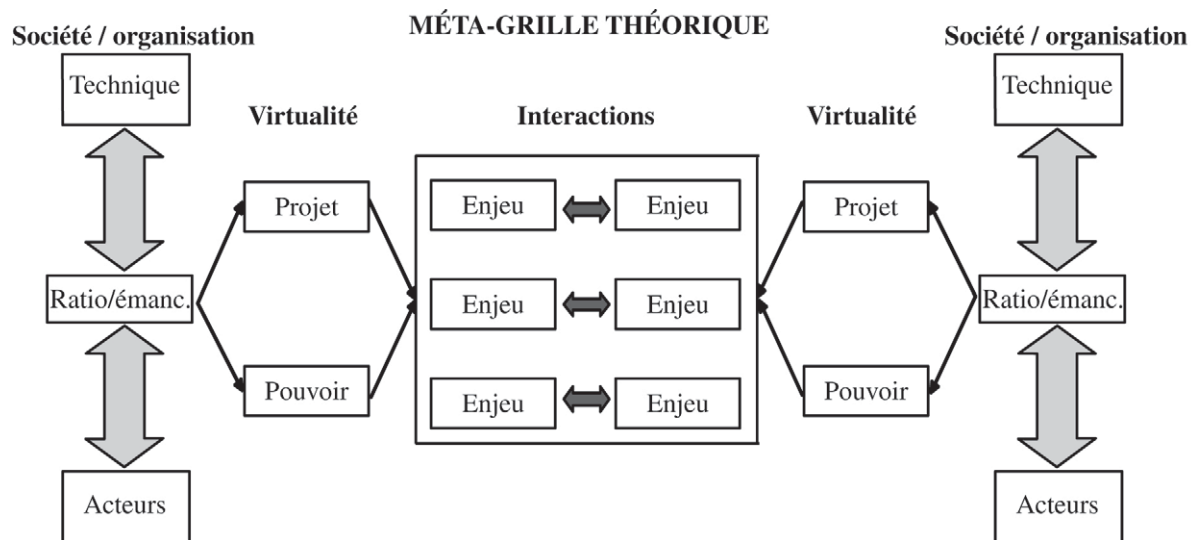 MÉTA-GRILLE THÉORIQUE
Société / organisation
Société / organisation
Technique
Technique
Virtualité
Interactions
Virtualité
Projet
Enjeu
Enjeu
Projet
Ratio/émanc.
Enjeu
Enjeu
Ratio/émanc.
Pouvoir
Enjeu
Enjeu
Pouvoir
Acteurs
Acteurs